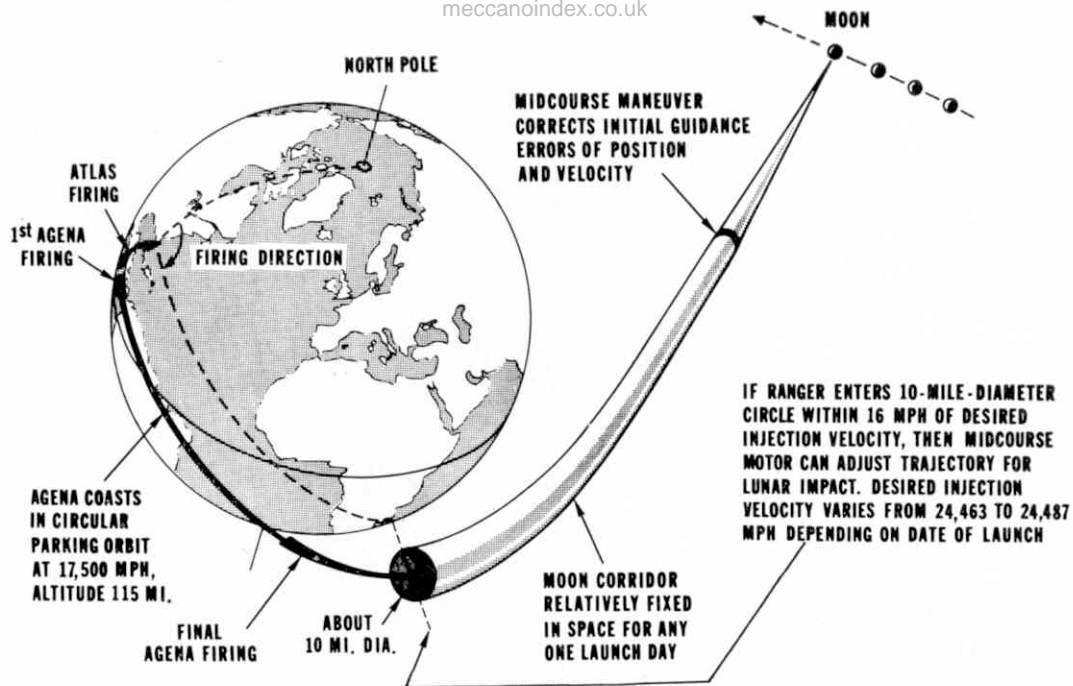 meccanoindex.co.uk
MOON
NORTH POLE
MIDCOURSE MANEUVER
CORRECTS INITIAL GUIDANCE
ERRORS OF POSITION
AND VELOCITY
ATLAS
FIRING
1st AGENA
FIRING
FIRING DIRECTION
IF RANGER ENTERS 10-MILE-DIAMETER
CIRCLE WITHIN 16 MPH OF DESIRED
INJECTION VELOCITY, THEN MIDCOURSE
MOTOR CAN ADJUST TRAJECTORY FOR
LUNAR IMPACT. DESIRED INJECTION
VELOCITY VARIES FROM 24,463 TO 24,487
MPH DEPENDING ON DATE OF LAUNCH
AGENA COASTS
IN CIRCULAR
PARKING ORBIT
AT 17,500 MPH,
ALTITUDE 115 MI.
FINAL
AGENA FIRING
ABOUT
10 MI. DIA.
MOON CORRIDOR
RELATIVELY FIXED
IN SPACE FOR ANY
ONE LAUNCH DAY